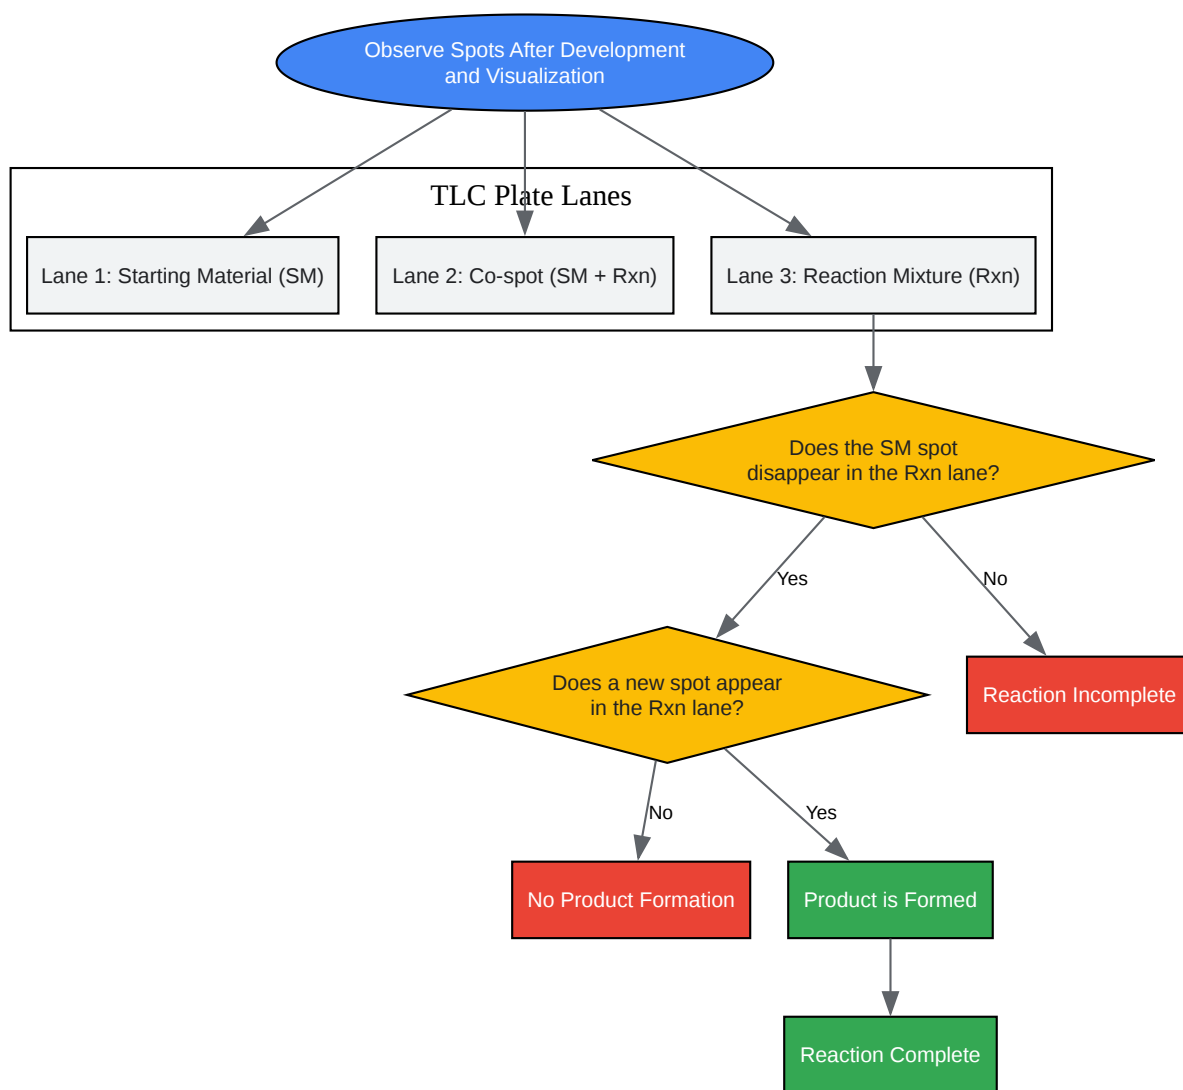 Observe Spots After Development
and Visualization
TLC Plate Lanes
Lane 1: Starting Material (SM)
Lane 2: Co-spot (SM + Rxn)
Lane 3: Reaction Mixture (Rxn)
Does the SM spot
disappear in the Rxn lane?
Yes
No
Does a new spot appear
in the Rxn lane?
Reaction Incomplete
No
Yes
No Product Formation
Product is Formed
Reaction Complete